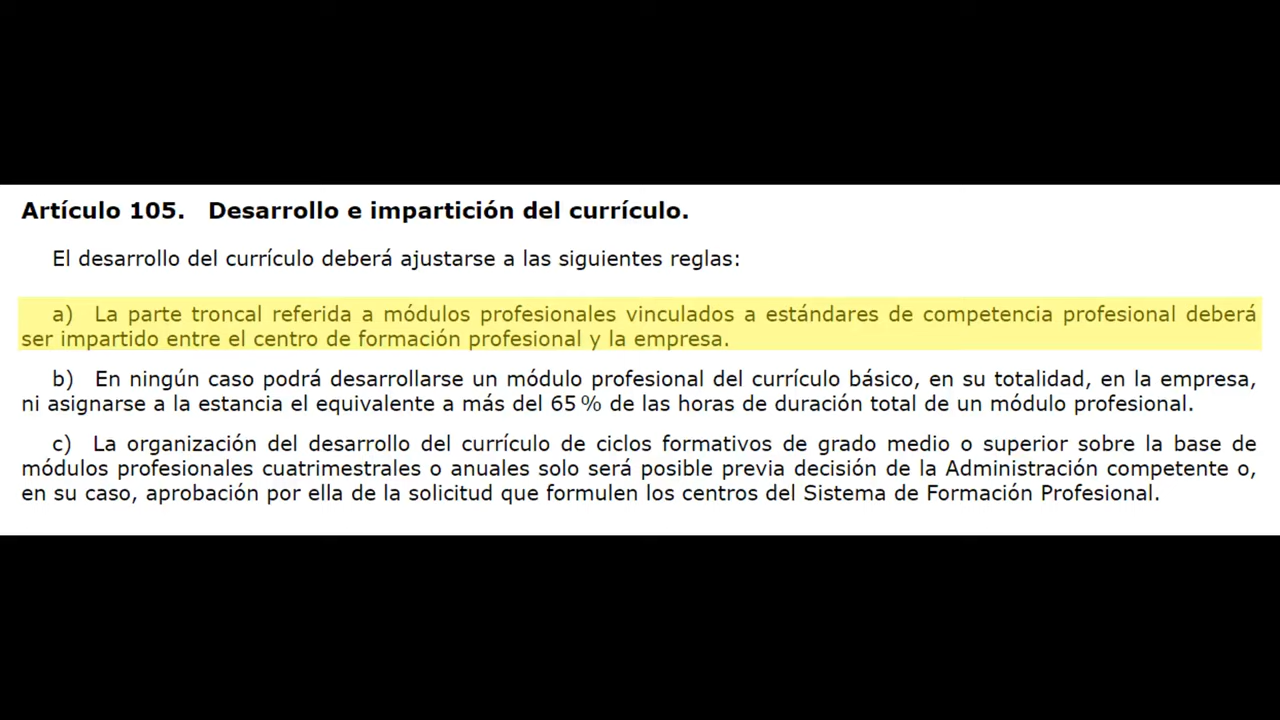 Artículo 105. Desarrollo e impartición del currículo.
El desarrollo del currículo deberá ajustarse a las siguientes reglas:
a) La parte troncal referida a módulos profesionales vinculados a estándares de competencia profesional deberá
ser impartido entre el centro de formación profesional y la empresa.
b) En ningún caso podrá desarrollarse un módulo profesional del currículo básico, en su totalidad, en la empresa,
ni asignarse a la estancia el equivalente a más del 65 % de las horas de duración total de un módulo profesional.
c) La organización del desarrollo del currículo de ciclos formativos de grado medio o superior sobre la base de
módulos profesionales cuatrimestrales o anuales solo será posible previa decisión de la Administración competente o,
en su caso, aprobación por ella de la solicitud que formulen los centros del Sistema de Formación Profesional.